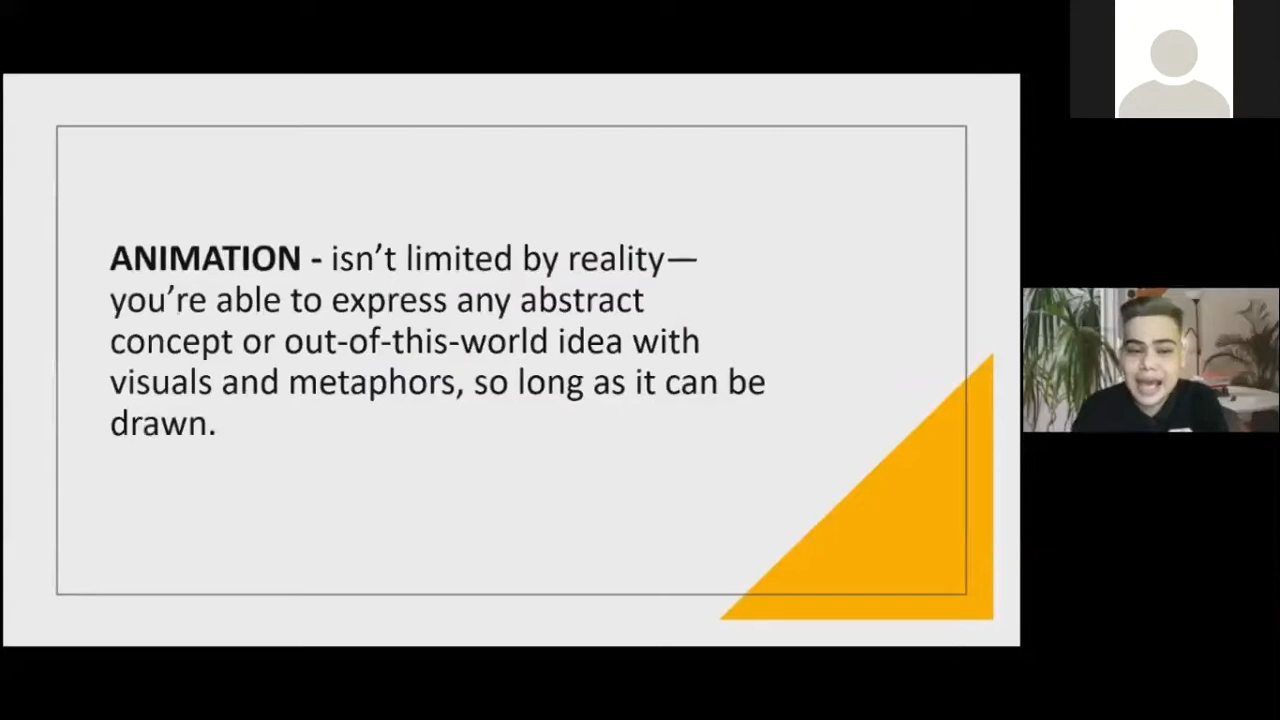 ANIMATION - isn’t limited by reality—
you’re able to express any abstract
concept or out-of-this-world idea with
visuals and metaphors, so long as it can be
drawn.